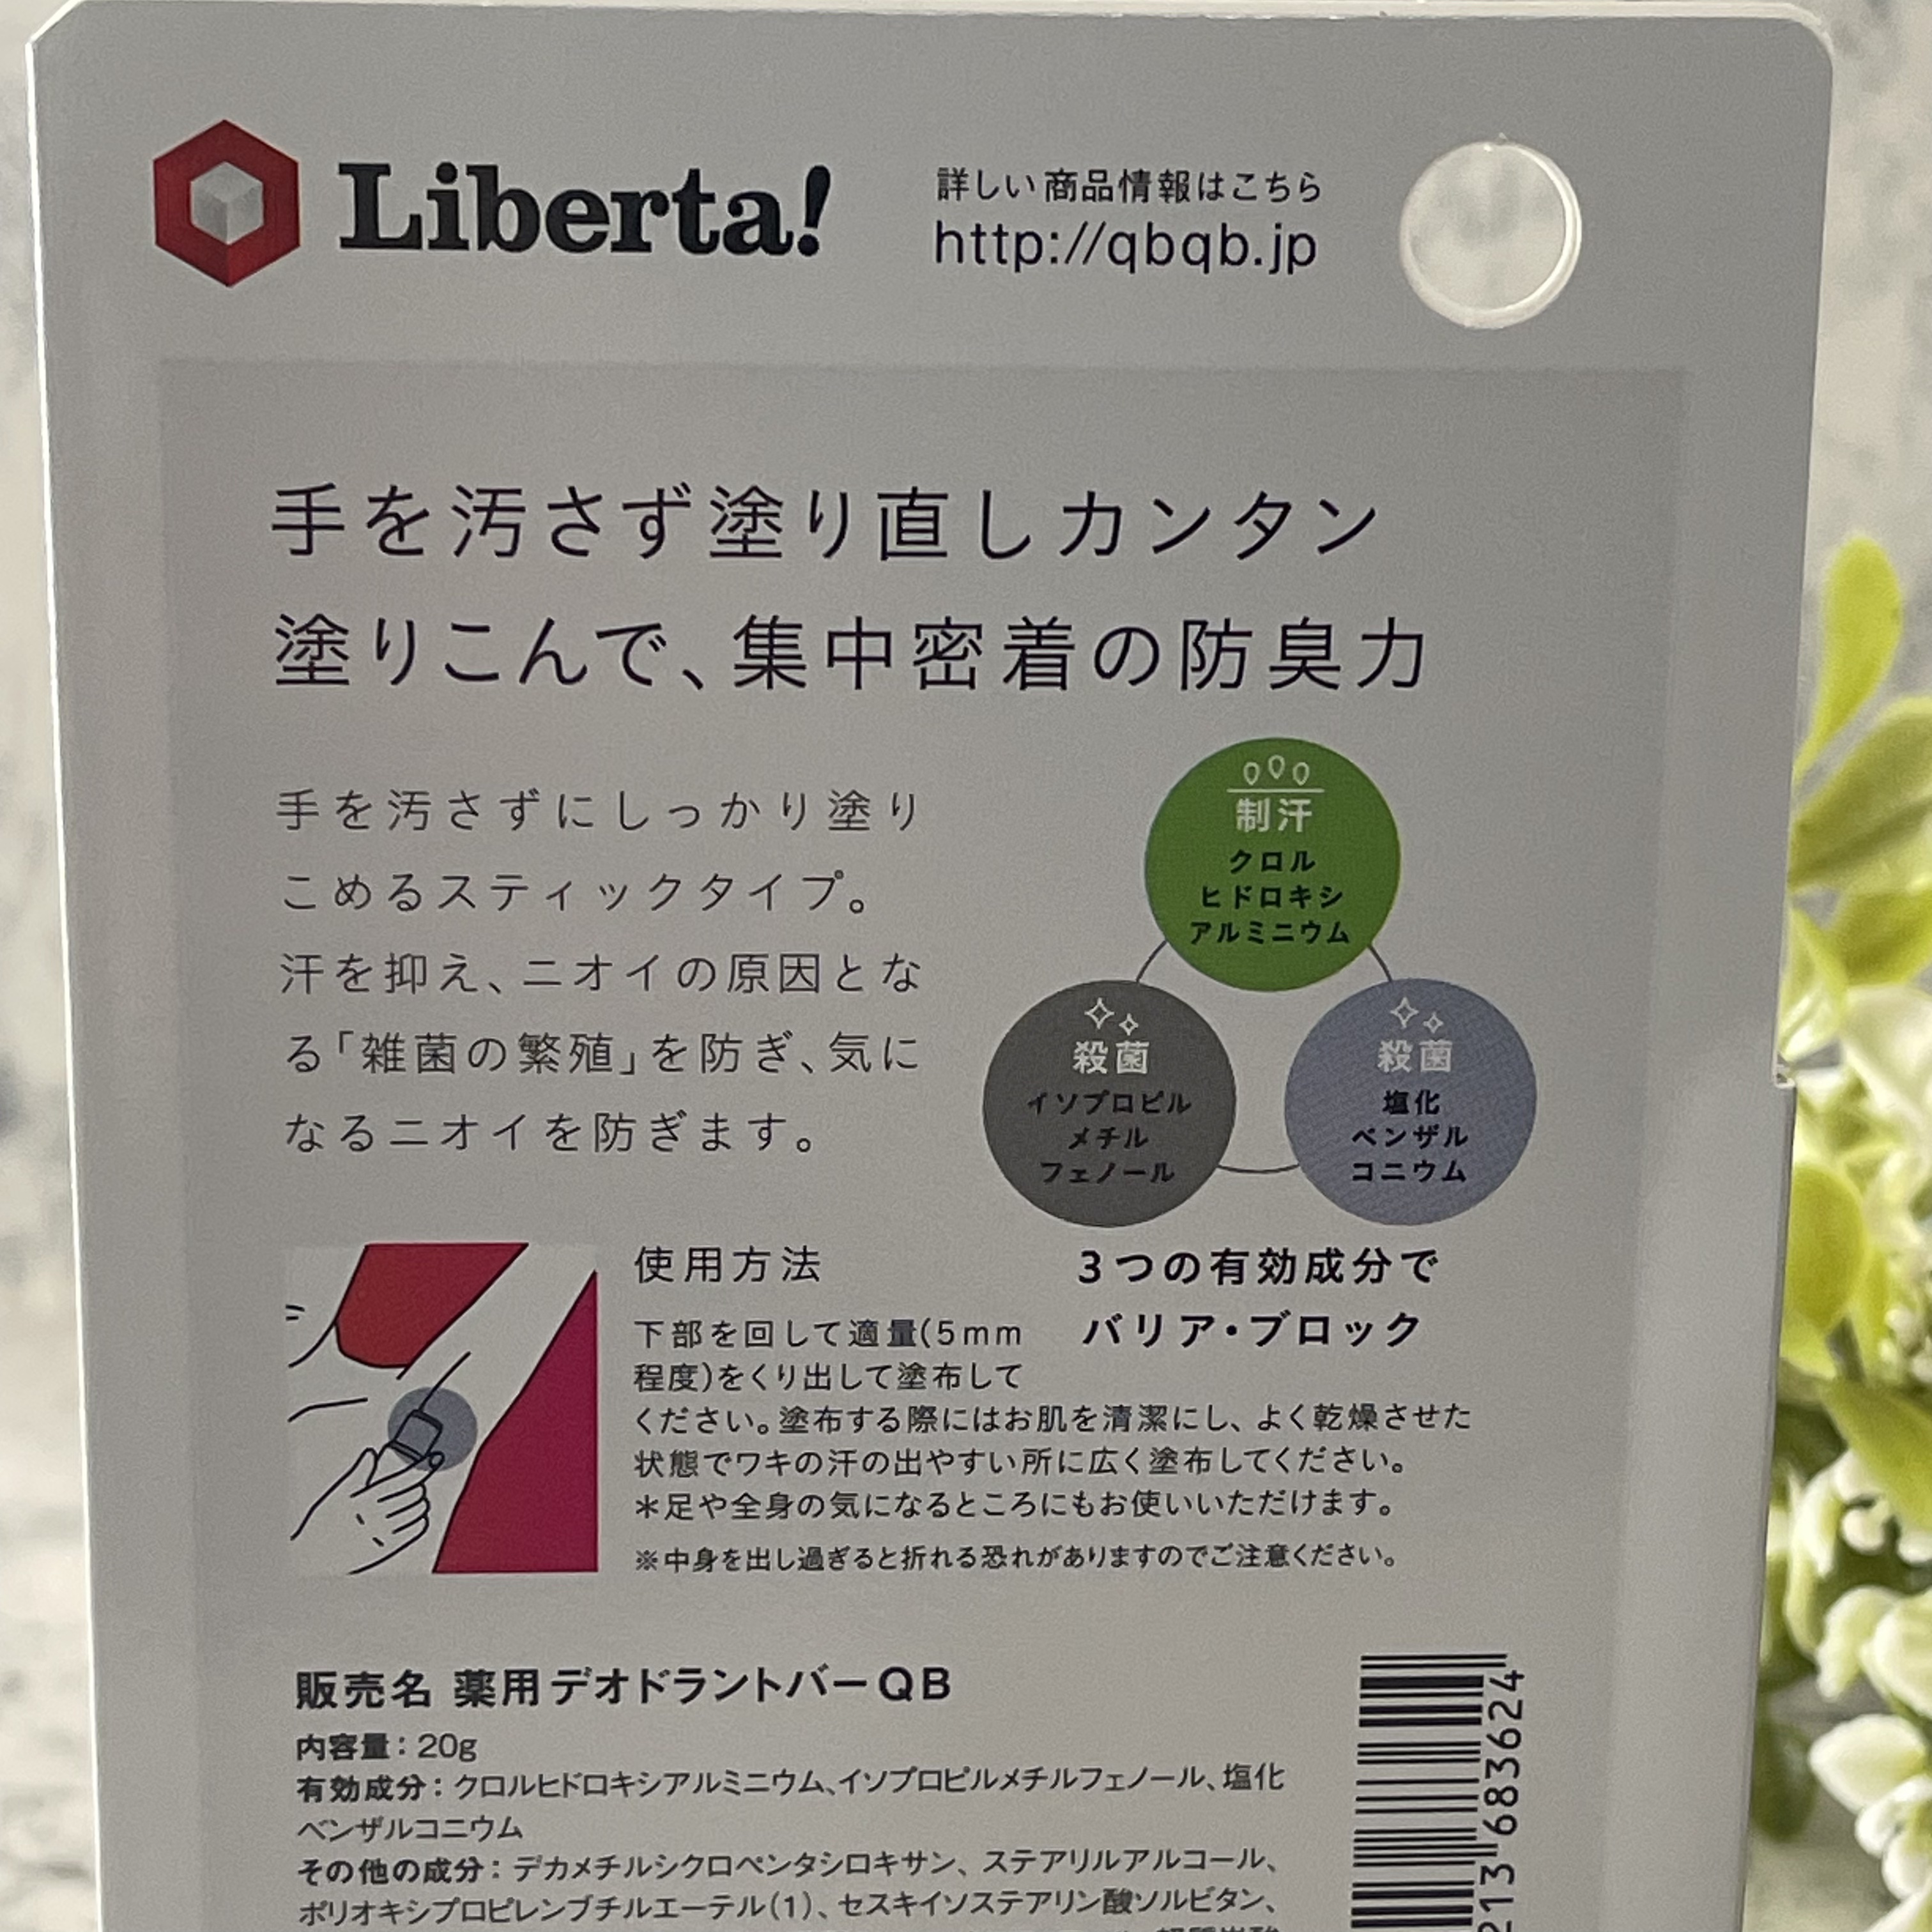 Liberta!
詳しい商品情報はこちら
http://qbqb.jp
手を汚さず塗り直しカンタン
塗りこんで、集中密着の防臭力
手を汚さずにしっかり塗り
こめるスティックタイプ。
汗を抑え、ニオイの原因とな
る「雑菌の繁殖」を防ぎ、気に
なるニオイを防ぎます。
制汗
クロル
ヒドロキシ
アルミニウム
殺菌
イソプロピル
メチル
フェノール
殺菌
塩化
ベンザル
コニウム
3つの有効成分で
バリア・ブロック
使用方法
下部を回して適量(5mm
程度)をくり出して塗布して
ください。塗布する際にはお肌を清潔にし、よく乾燥させた
状態でワキの汗の出やすい所に広く塗布してください。
＊足や全身の気になるところにもお使いいただけます。
※中身を出し過ぎると折れる恐れがありますのでご注意ください。
販売名 薬用デオドラントバーQB
内容量：20g
有効成分：クロルヒドロキシアルミニウム、イソプロピルメチルフェノール、塩化
ベンザルコニウム
その他の成分：デカメチルシクロペンタシロキサン、ステアリルアルコール、
ポリオキシプロピレンブチルエーテル(1)、セスキイソステアリン酸ソルビタン、
213 683624